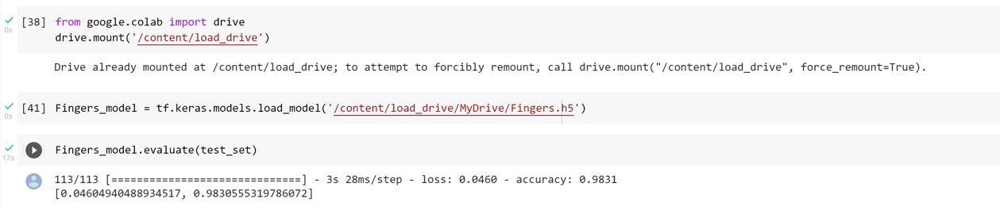 [38] from google.colab import drive
0s
drive.mount('/content/load_drive')
Drive already mounted at /content/load_drive; to attempt to forcibly remount, call drive.mount("/content/load_drive", force_remount=True).
[41] Fingers_model = tf.keras.models.load_model('/content/load_drive/MyDrive/Fingers.h5')
0s
Fingers_model.evaluate(test_set)
17s
113/113 [==============================] - 3s 28ms/step - loss: 0.0460 - accuracy: 0.9831
[0.04604940488934517, 0.9830555319786072]